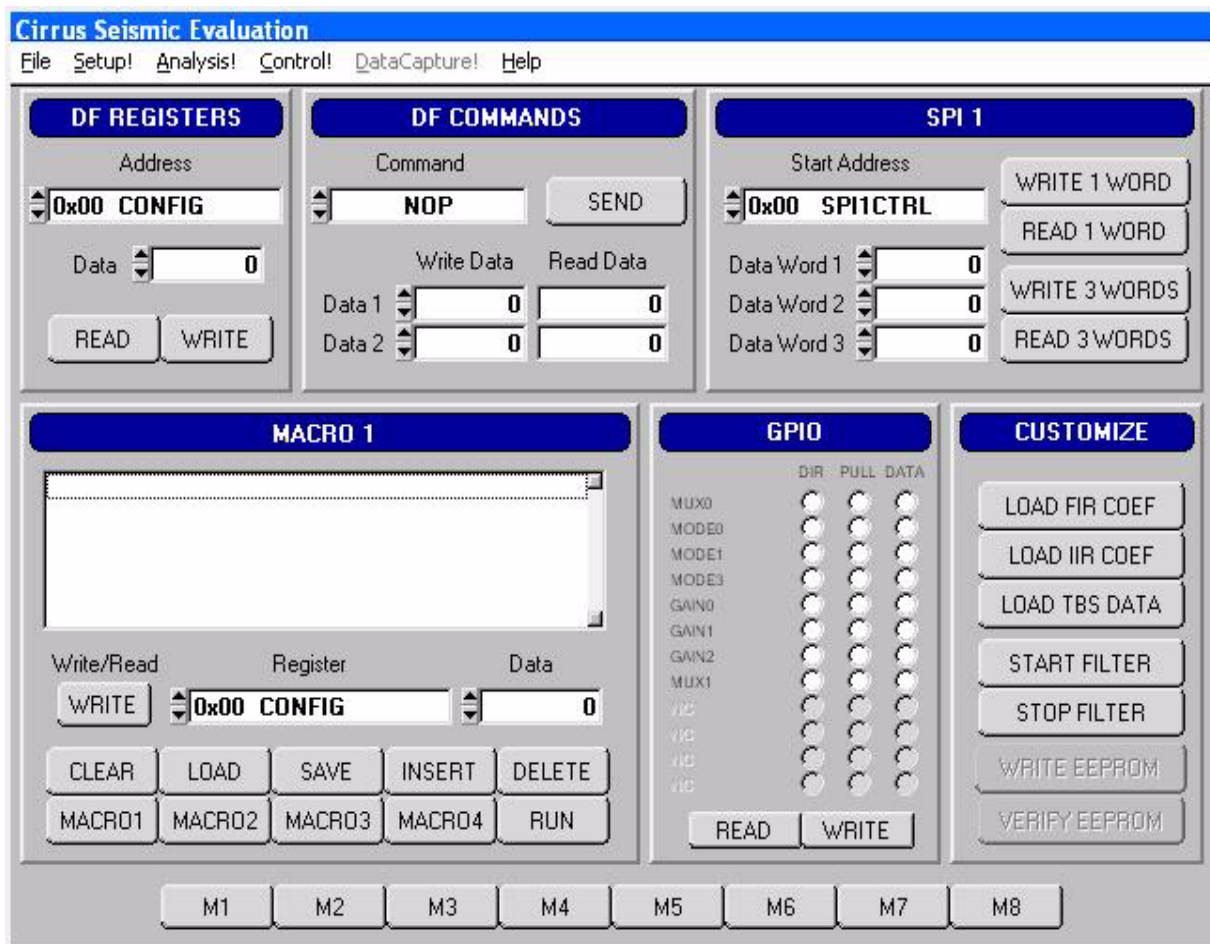 Cirrus Seismic Evaluation
File Setup! Analysis! Control! DataCapture! Help
DF REGISTERS
Address
0x00 CONFIG
Data 0
READ WRITE
DF COMMANDS
Command
NOP SEND
Write Data Read Data
Data 1 0 0
Data 2 0 0
SPI 1
Start Address
0x00 SPI1CTRL
WRITE 1 WORD
READ 1 WORD
Data Word 1 0
Data Word 2 0
Data Word 3 0
WRITE 3 WORDS
READ 3 WORDS
MACRO 1
Write/Read Register Data
WRITE 0x00 CONFIG 0
CLEAR LOAD SAVE INSERT DELETE
MACRO1 MACRO2 MACRO3 MACRO4 RUN
GPIO
DIR PULL DATA
MUX0
MODE0
MODE1
MODE3
GAIN0
GAIN1
GAIN2
MUX1
NC
NC
NC
NC
READ WRITE
CUSTOMIZE
LOAD FIR COEF
LOAD IIR COEF
LOAD TBS DATA
START FILTER
STOP FILTER
WRITE EEPROM
VERIFY EEPROM
M1 M2 M3 M4 M5 M6 M7 M8